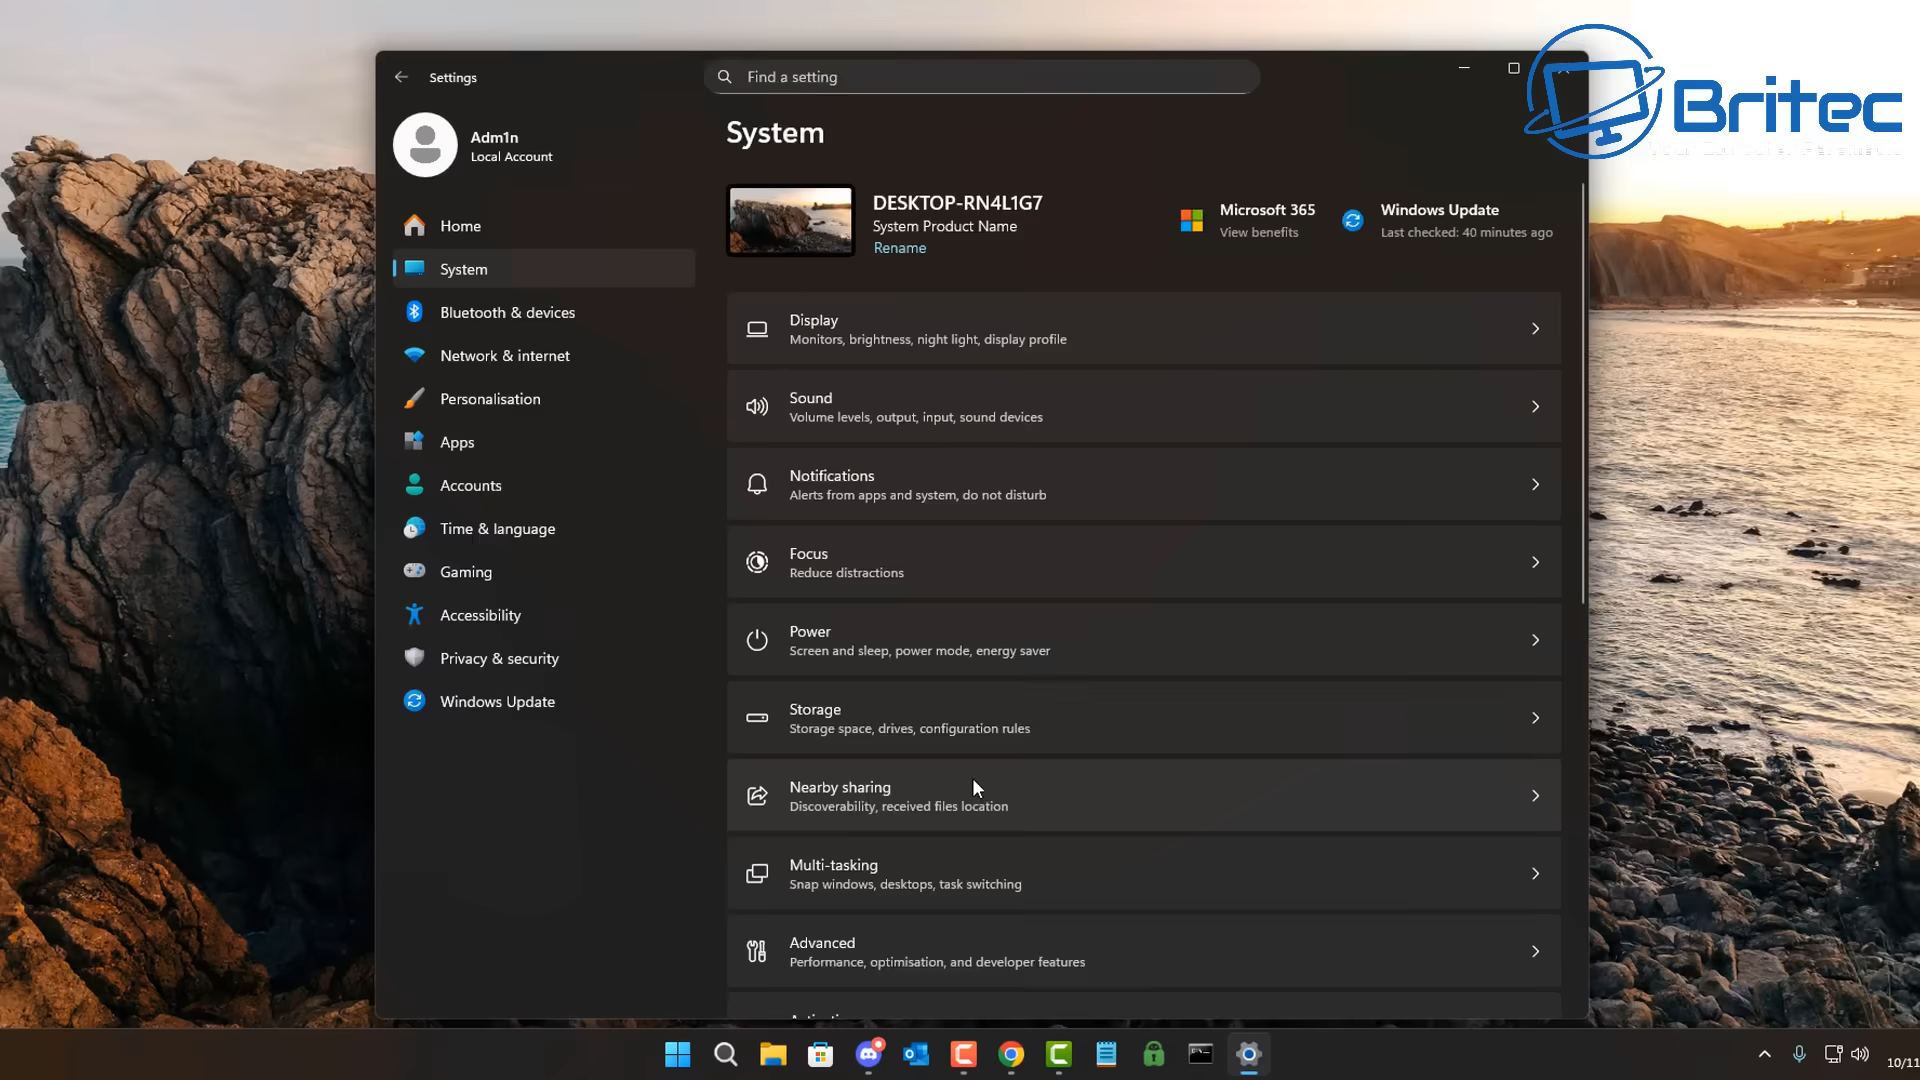 Settings
Find a setting
Britec
Adm1n
Local Account
System
DESKTOP-RN4L1G7
System Product Name
Rename
Microsoft 365
View benefits
Windows Update
Last checked: 40 minutes ago
Home
System
Bluetooth & devices
Network & internet
Personalisation
Apps
Accounts
Time & language
Gaming
Accessibility
Privacy & security
Windows Update
Display
Monitors, brightness, night light, display profile
Sound
Volume levels, output, input, sound devices
Notifications
Alerts from apps and system, do not disturb
Focus
Reduce distractions
Power
Screen and sleep, power mode, energy saver
Storage
Storage space, drives, configuration rules
Nearby sharing
Discoverability, received files location
Multi-tasking
Snap windows, desktops, task switching
Advanced
Performance, optimisation, and developer features
10/11